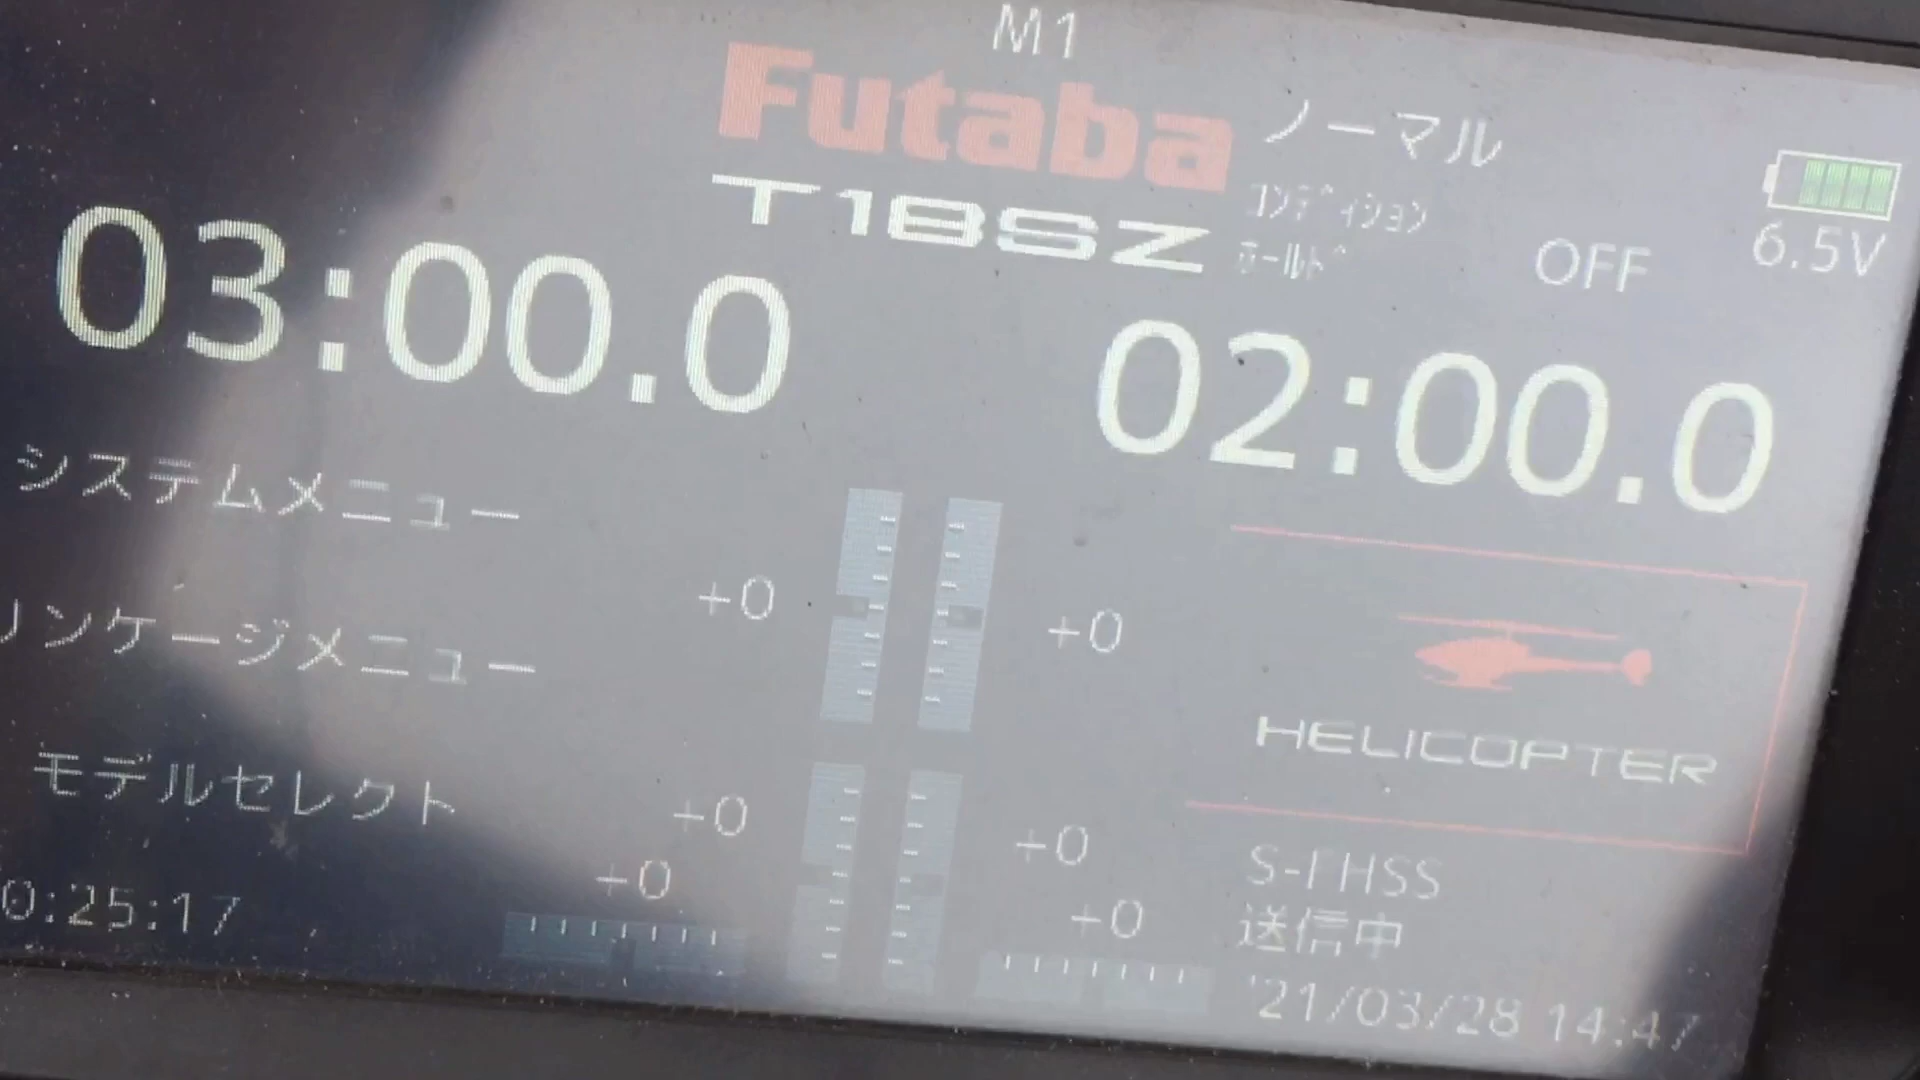 M1
Futaba
T18SZ
ノーマル
コンディション
ホールド
OFF
6.5V
03:00.0
02:00.0
システムメニュー
リンケージメニュー
モデルセレクト
+0
+0
+0
+0
+0
+0
HELICOPTER
S-FHSS
送信中
0:25:17
'21/03/28 14:47